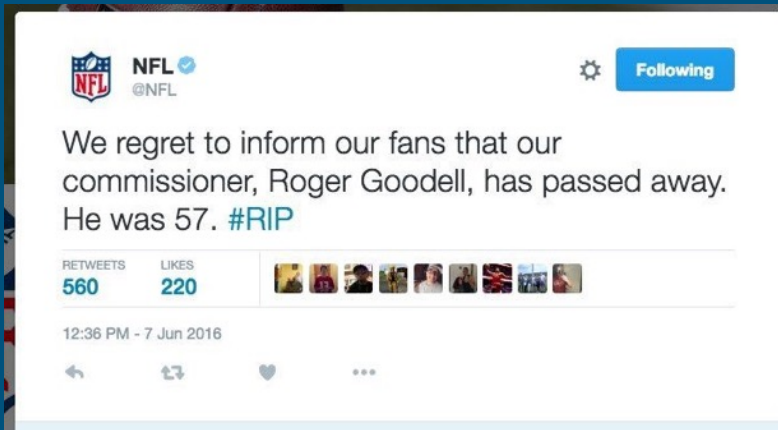 NFL
NFL
@NFL
Following
We regret to inform our fans that our
commissioner, Roger Goodell, has passed away.
He was 57. #RIP
RETWEETS LIKES
560 220
12:36 PM - 7 Jun 2016